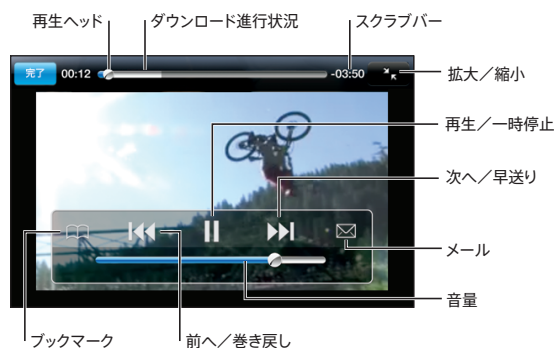 再生ヘッド
ダウンロード進行状況
スクラブバー
完了
00:12
-03:50
拡大／縮小
再生／一時停止
次へ／早送り
メール
音量
ブックマーク
前へ／巻き戻し